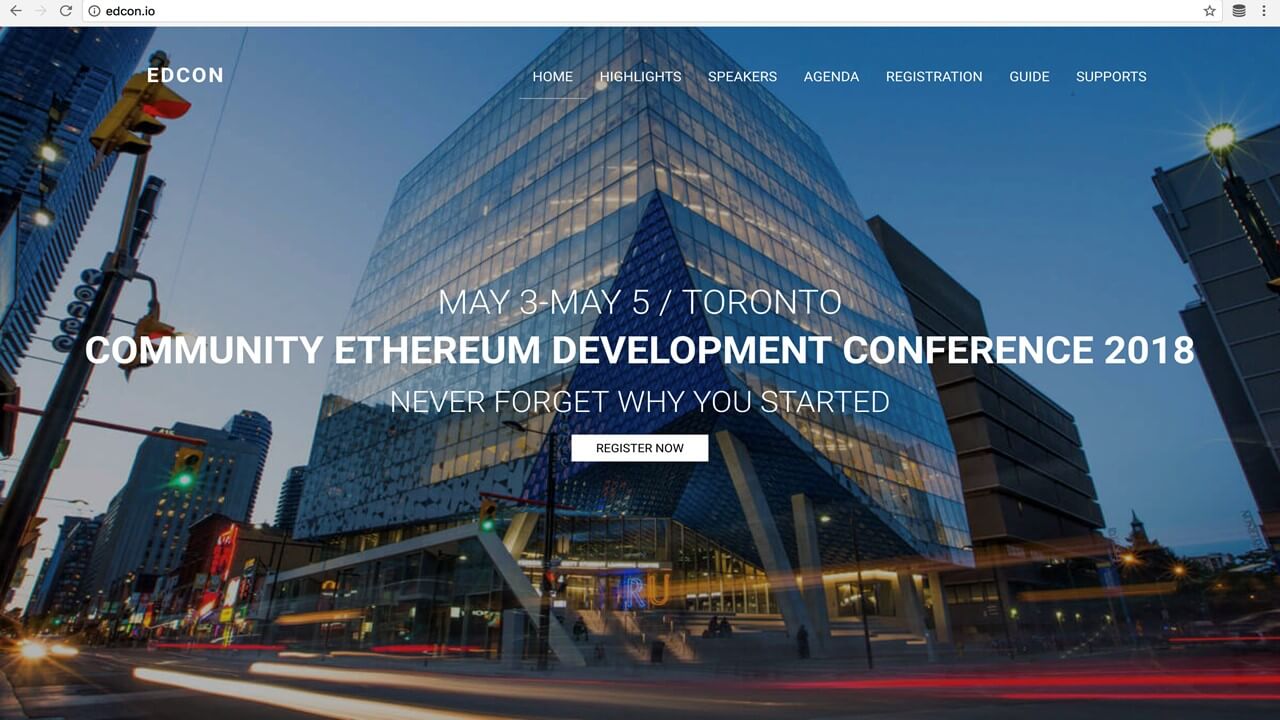 edcon.io
EDCON
HOME HIGHLIGHTS SPEAKERS AGENDA REGISTRATION GUIDE SUPPORTS
MAY 3-MAY 5 / TORONTO
COMMUNITY ETHEREUM DEVELOPMENT CONFERENCE 2018
NEVER FORGET WHY YOU STARTED
REGISTER NOW
RU